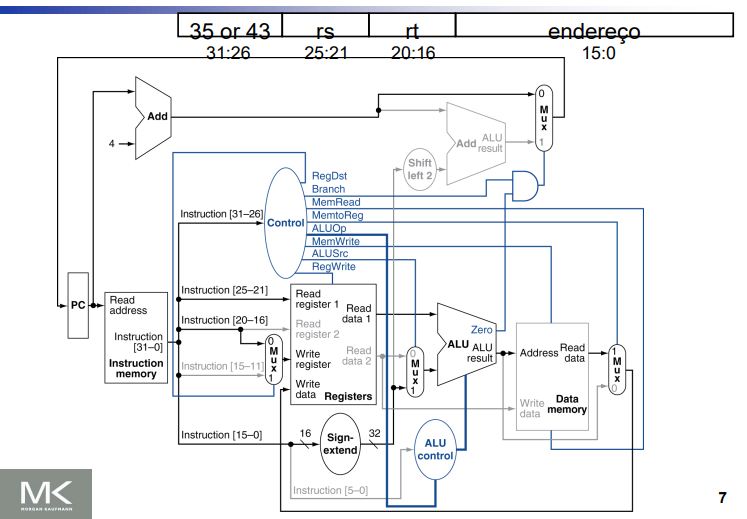 35 or 43 rs rt endereço
31:26 25:21 20:16 15:0
Add
4
0
M
u
x
1
Add
ALU
result
Shift
left 2
RegDst
Branch
MemRead
MemtoReg
ALUOp
MemWrite
ALUSrc
RegWrite
Instruction [31–26]
Control
PC
Read
address
Instruction
[31–0]
Instruction
memory
Instruction [25–21]
Instruction [20–16]
Instruction [15–11]
0
M
u
x
1
Read
register 1
Read
data 1
Read
register 2
Write
register
Read
data 2
Write
data
Registers
0
M
u
x
1
Zero
ALU
ALU
result
Address
Read
data
Write
data
Data
memory
1
M
u
x
0
Instruction [15–0]
16
Sign-
extend
32
ALU
control
Instruction [5–0]
MK
MORGAN KAUFMANN
7